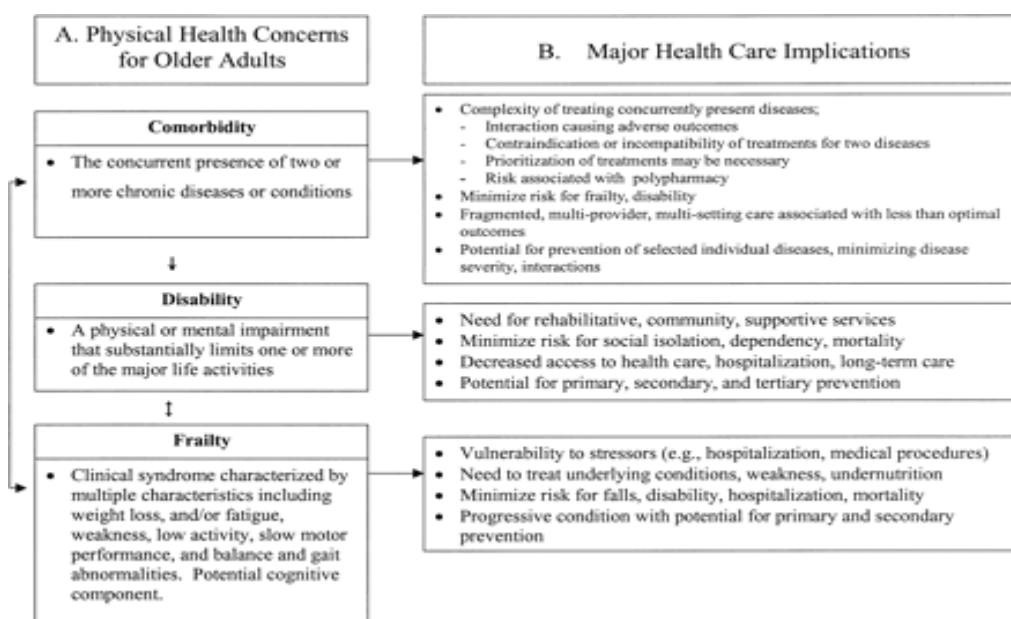 A. Physical Health Concerns
for Older Adults
B. Major Health Care Implications
Comorbidity
• The concurrent presence of two or
more chronic diseases or conditions
• Complexity of treating concurrently present diseases;
- Interaction causing adverse outcomes
- Contraindication or incompatibility of treatments for two diseases
- Prioritization of treatments may be necessary
- Risk associated with polypharmacy
• Minimize risk for frailty, disability
• Fragmented, multi-provider, multi-setting care associated with less than optimal
outcomes
• Potential for prevention of selected individual diseases, minimizing disease
severity, interactions
Disability
• A physical or mental impairment
that substantially limits one or more
of the major life activities
• Need for rehabilitative, community, supportive services
• Minimize risk for social isolation, dependency, mortality
• Decreased access to health care, hospitalization, long-term care
• Potential for primary, secondary, and tertiary prevention
Frailty
• Clinical syndrome characterized by
multiple characteristics including
weight loss, and/or fatigue,
weakness, low activity, slow motor
performance, and balance and gait
abnormalities. Potential cognitive
component.
• Vulnerability to stressors (e.g., hospitalization, medical procedures)
• Need to treat underlying conditions, weakness, undernutrition
• Minimize risk for falls, disability, hospitalization, mortality
• Progressive condition with potential for primary and secondary
prevention